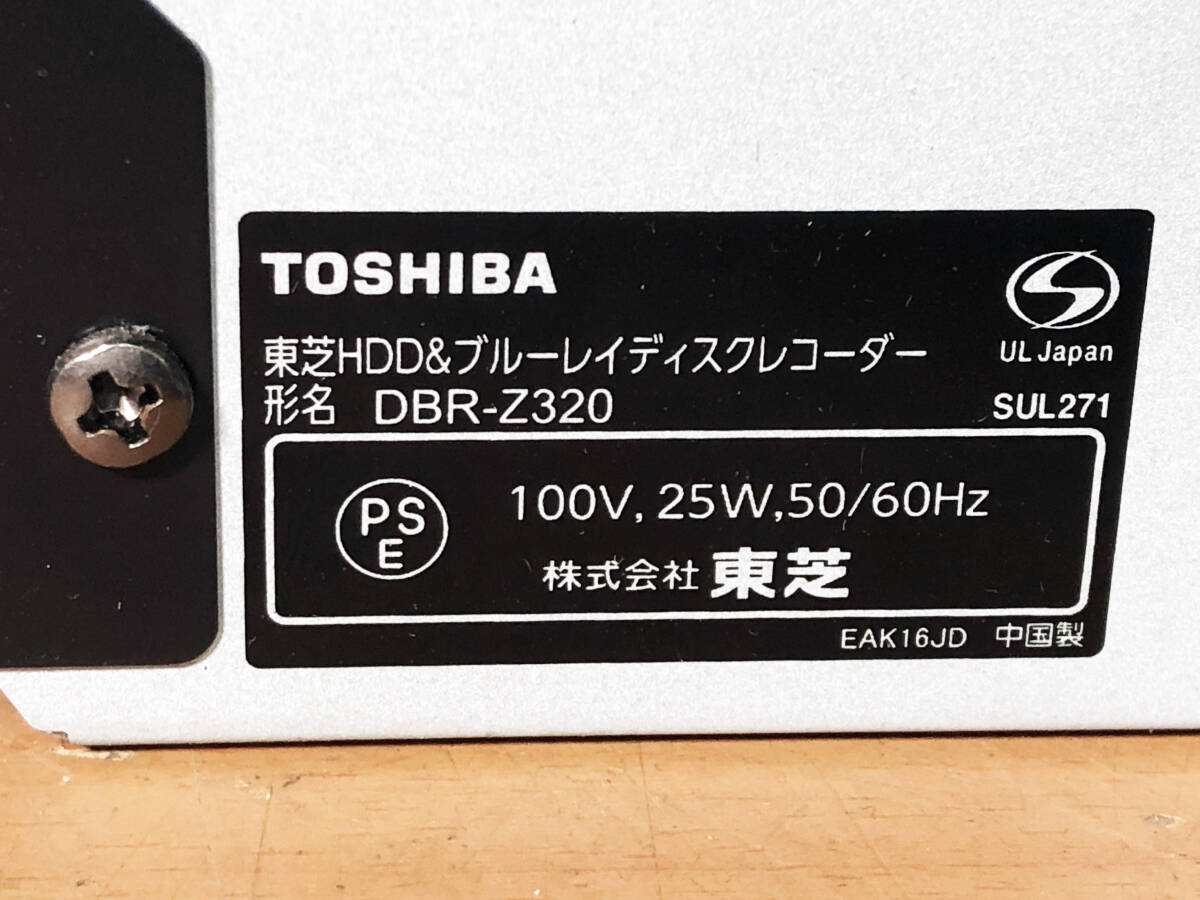 TOSHIBA
東芝HDD&ブルーレイディスクレコーダー
形名 DBR-Z320
UL Japan
SUL271
PS
E
100V, 25W,50/60Hz
株式会社 東芝
EAK16JD 中国製